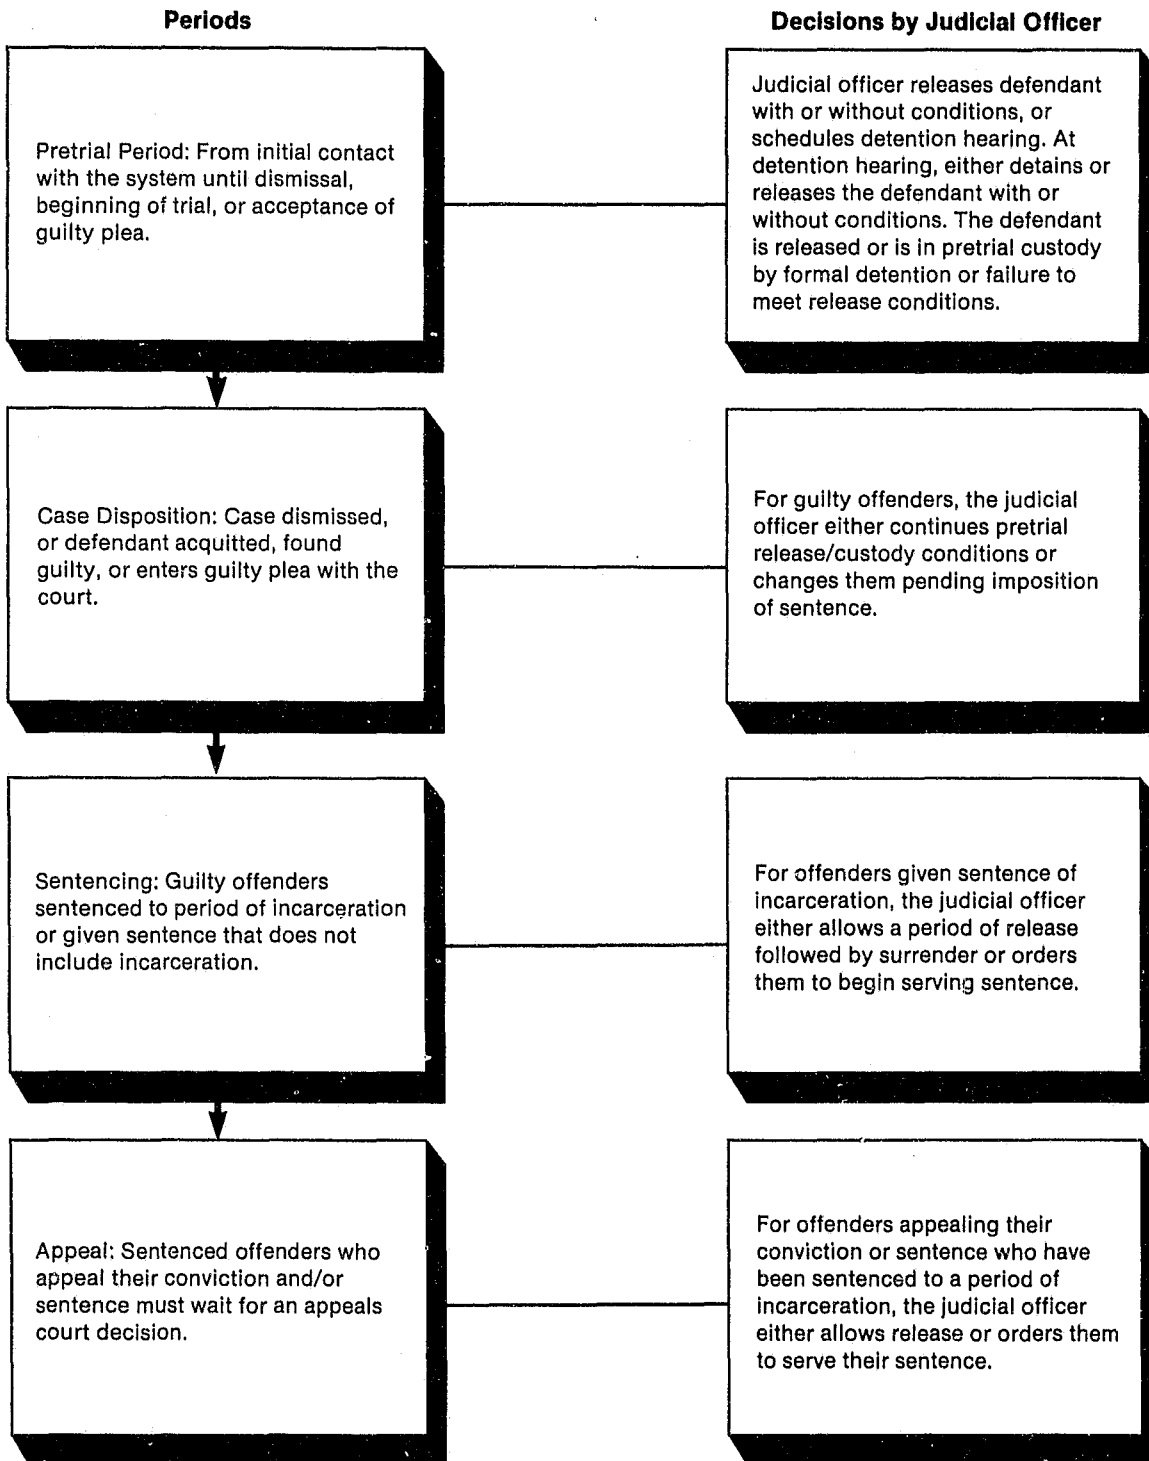 Periods
Decisions by Judicial Officer
Pretrial Period: From initial contact
with the system until dismissal,
beginning of trial, or acceptance of
guilty plea.
Judicial officer releases defendant
with or without conditions, or
schedules detention hearing. At
detention hearing, either detains or
releases the defendant with or
without conditions. The defendant
is released or is in pretrial custody
by formal detention or failure to
meet release conditions.
Case Disposition: Case dismissed,
or defendant acquitted, found
guilty, or enters guilty plea with the
court.
For guilty offenders, the judicial
officer either continues pretrial
release/custody conditions or
changes them pending imposition
of sentence.
Sentencing: Guilty offenders
sentenced to period of incarceration
or given sentence that does not
include incarceration.
For offenders given sentence of
incarceration, the judicial officer
either allows a period of release
followed by surrender or orders
them to begin serving sentence.
Appeal: Sentenced offenders who
appeal their conviction and/or
sentence must wait for an appeals
court decision.
For offenders appealing their
conviction or sentence who have
been sentenced to a period of
incarceration, the judicial officer
either allows release or orders them
to serve their sentence.